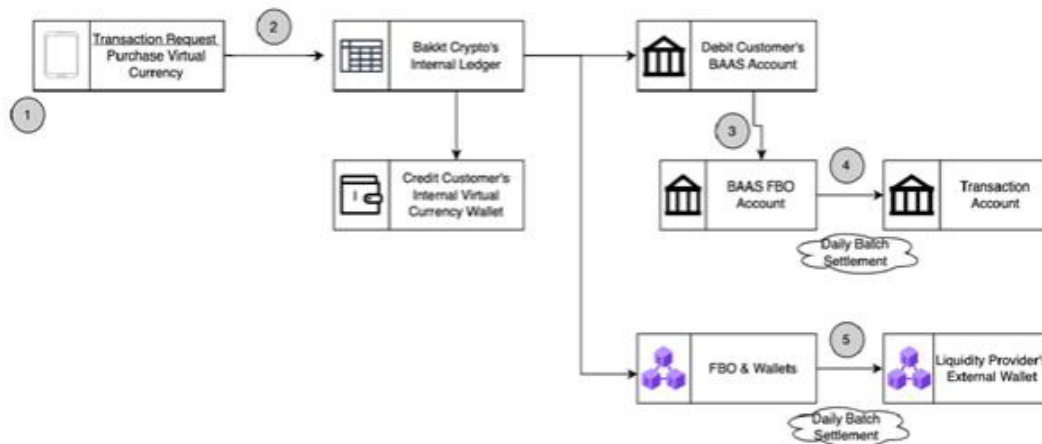 1
Transaction Request
Purchase Virtual
Currency
2
Bakkt Crypto's
Internal Ledger
Debit Customer's
BAAS Account
Credit Customer's
Internal Virtual
Currency Wallet
3
BAAS FBO
Account
4
Transaction
Account
Daily Batch
Settlement
FBO & Wallets
5
Liquidity Provider's
External Wallet
Daily Batch
Settlement